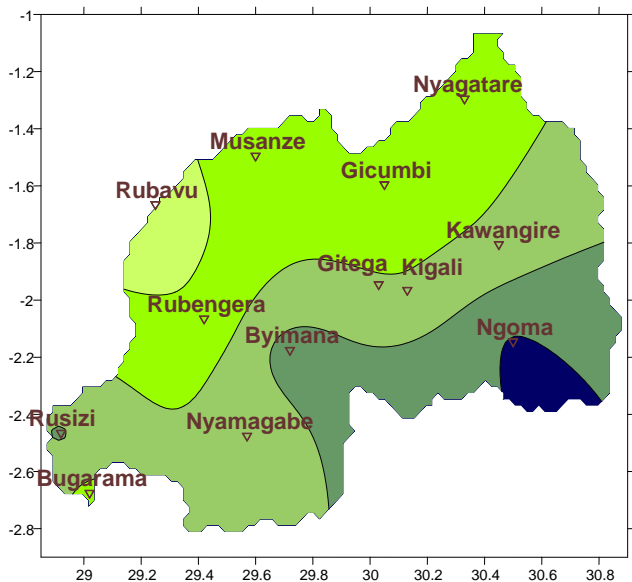 -1
-1.2
Nyagatare
-1.4
Musanze
Gicumbi
-1.6
Rubavu
Kawangire
-1.8
Gitega Kigali
-2
Rubengera
Ngoma
Byimana
-2.2
-2.4
Rusizi
Nyamagabe
-2.6
Bugarama
-2.8
29 29.2 29.4 29.6 29.8 30 30.2 30.4 30.6 30.8